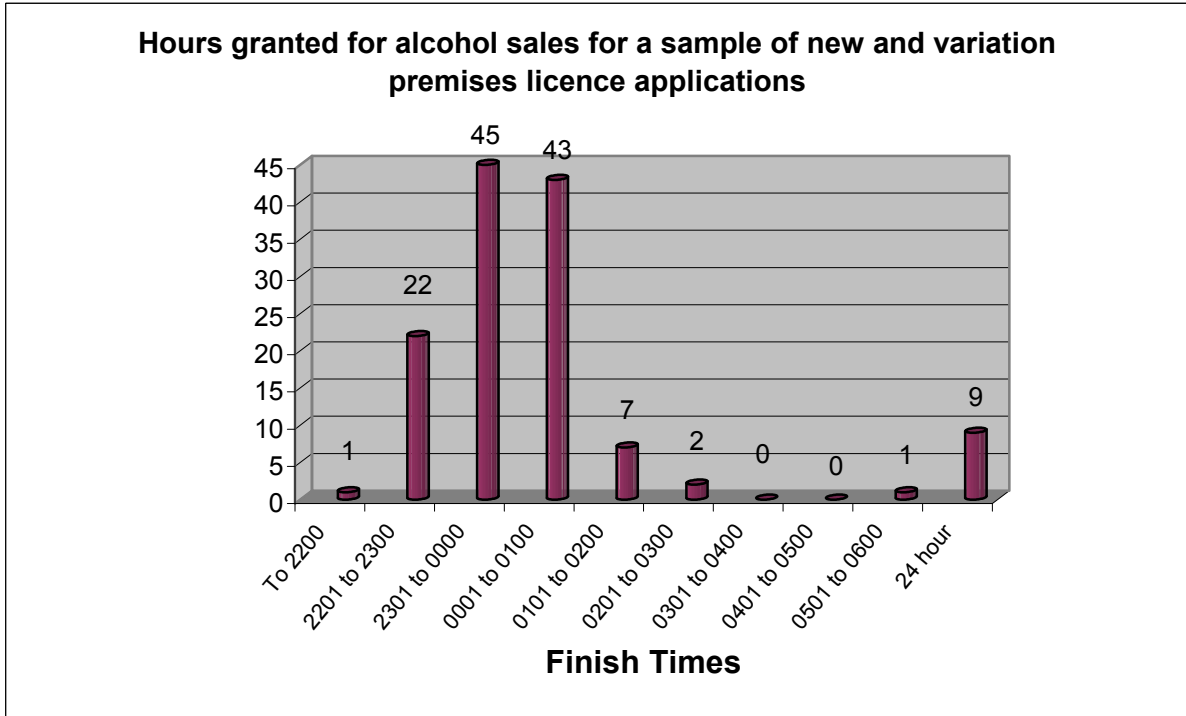 Hours granted for alcohol sales for a sample of new and variation
premises licence applications
45
43
22
1
7
2
0
0
1
9
45
40
35
30
25
20
15
10
5
0
To 2200
2201 to 2300
2301 to 0000
0001 to 0100
0101 to 0200
0201 to 0300
0301 to 0400
0401 to 0500
0501 to 0600
24 hour
Finish Times